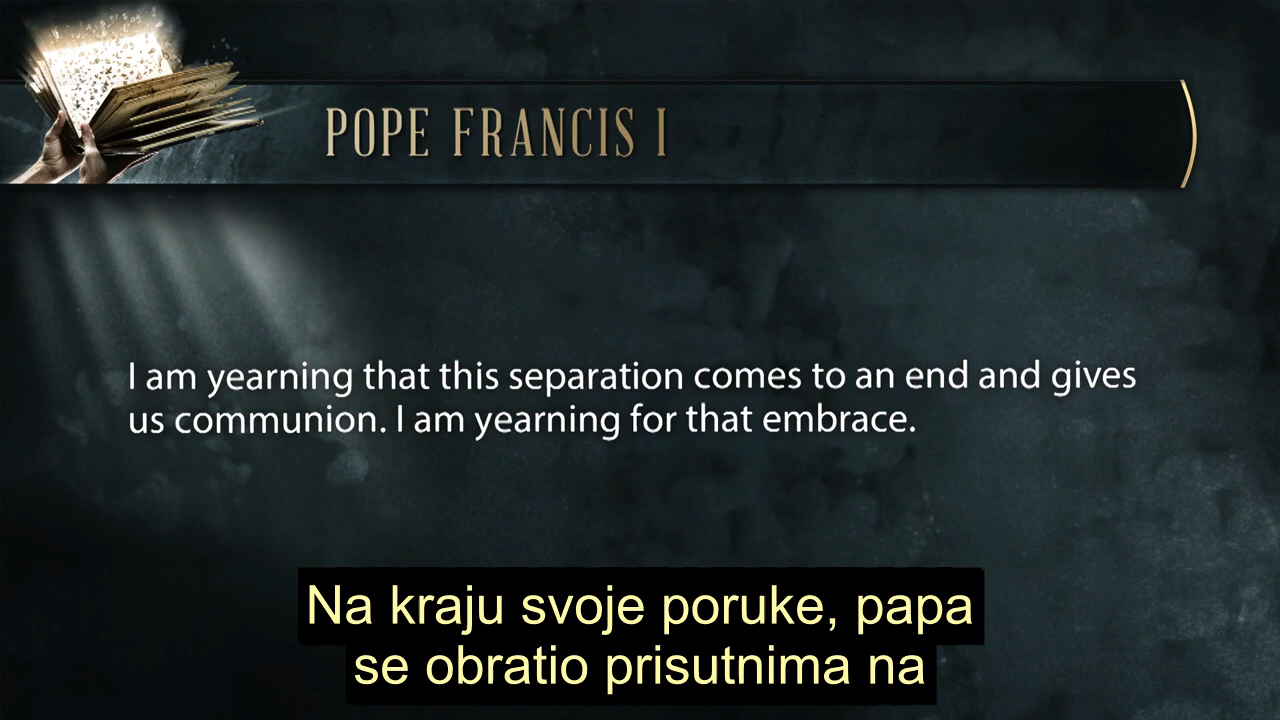 POPE FRANCIS I
I am yearning that this separation comes to an end and gives
us communion. I am yearning for that embrace.
Na kraju svoje poruke, papa
se obratio prisutnima na